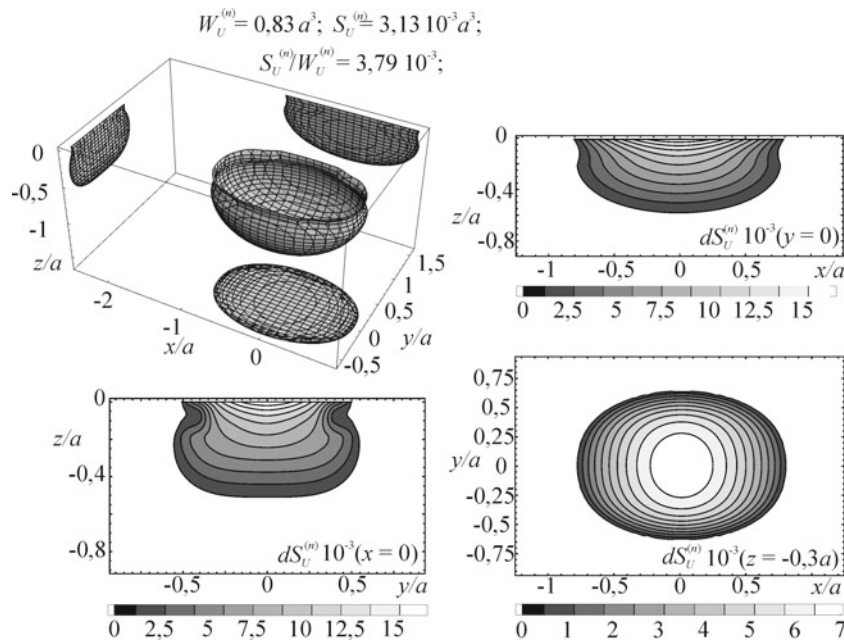 W_U^(n) = 0,83 a³; S_U^(n) = 3,13 10⁻³a³;
S_U^(n)/W_U^(n) = 3,79 10⁻³;
0
-0,5
-1
z/a
-2
-1
x/a
0
1,5
1
0,5
0
-0,5
y/a
0
-0,4
-0,8
z/a
dS_U^(n) 10⁻³(y = 0)
-1 -0,5 0 0,5
x/a
0 2,5 5 7,5 10 12,5 15
0
z/a
-0,4
-0,8
dS_U^(n) 10⁻³(x = 0)
-0,5 0 0,5
y/a
0 2,5 5 7,5 10 12,5 15
0,75
0,5
0,25
y/a
0
-0,25
-0,5
-0,75
dS_U^(n) 10⁻³(z = -0,3a)
-1 -0,5 0 0,5
x/a
0 1 2 3 4 5 6 7